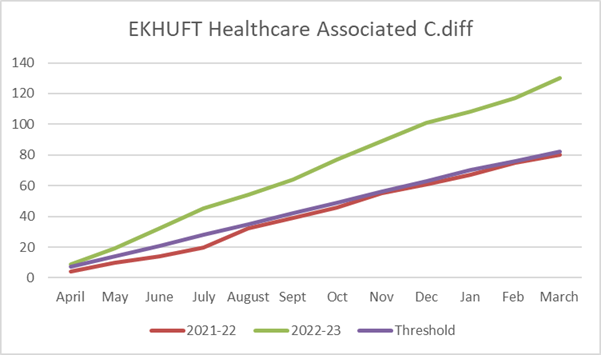 EKHUFT Healthcare Associated C.diff
140
120
100
80
60
40
20
0
April May June July August Sept Oct Nov Dec Jan Feb March
2021-22 2022-23 Threshold